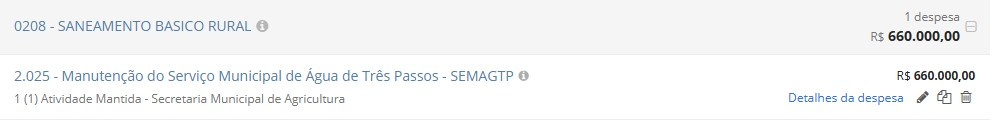 0208 - SANEAMENTO BASICO RURAL
1 despesa
R$ 660.000,00
2.025 - Manutenção do Serviço Municipal de Água de Três Passos - SEMAGTP
R$ 660.000,00
1 (1) Atividade Mantida - Secretaria Municipal de Agricultura
Detalhes da despesa